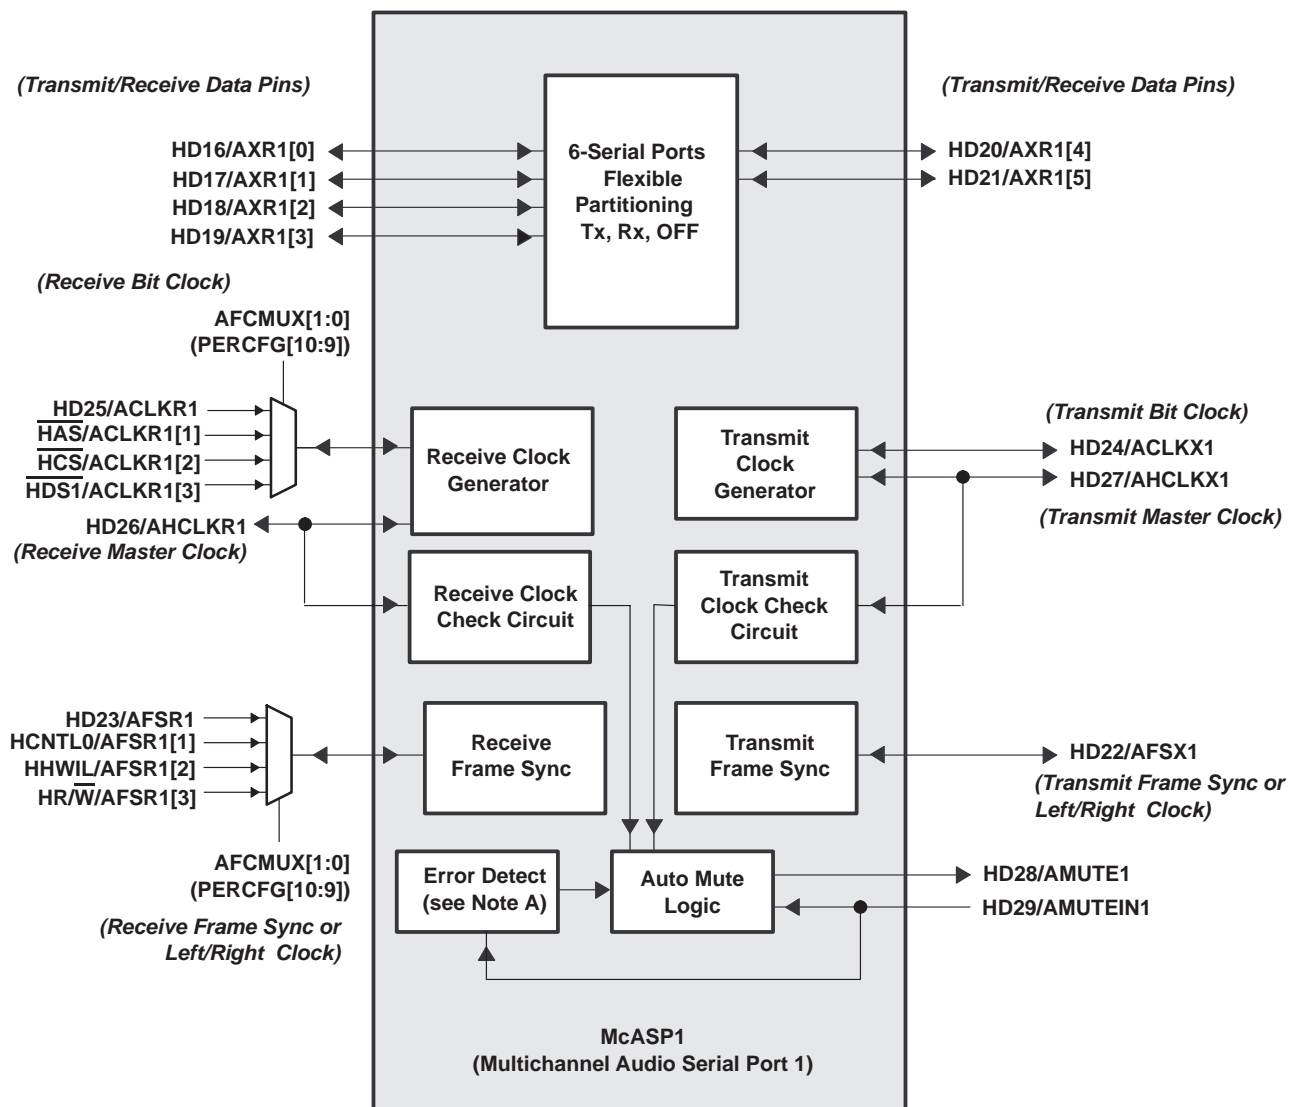 (Transmit/Receive Data Pins)
(Transmit/Receive Data Pins)
HD16/AXR1[0]
HD17/AXR1[1]
HD18/AXR1[2]
HD19/AXR1[3]
6-Serial Ports
Flexible
Partitioning
Tx, Rx, OFF
HD20/AXR1[4]
HD21/AXR1[5]
(Receive Bit Clock)
AFCMUX[1:0]
(PERCFG[10:9])
HD25/ACLKR1
H̅A̅S̅/ACLKR1[1]
H̅C̅S̅/ACLKR1[2]
H̅D̅S̅1̅/ACLKR1[3]
HD26/AHCLKR1
(Receive Master Clock)
Receive Clock
Generator
Transmit
Clock
Generator
(Transmit Bit Clock)
HD24/ACLKX1
HD27/AHCLKX1
(Transmit Master Clock)
Receive Clock
Check Circuit
Transmit
Clock Check
Circuit
HD23/AFSR1
HCNTL0/AFSR1[1]
HHWIL/AFSR1[2]
HR/W̅/AFSR1[3]
Receive
Frame Sync
Transmit
Frame Sync
HD22/AFSX1
(Transmit Frame Sync or
Left/Right Clock)
AFCMUX[1:0]
(PERCFG[10:9])
(Receive Frame Sync or
Left/Right Clock)
Error Detect
(see Note A)
Auto Mute
Logic
HD28/AMUTE1
HD29/AMUTEIN1
McASP1
(Multichannel Audio Serial Port 1)